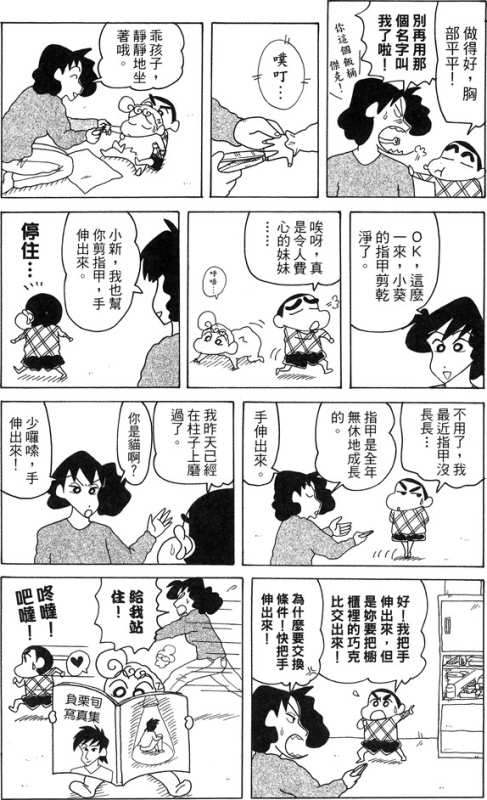 做得好，胸
部平平！
別再用那
個名字叫
我了啦！
你這個飯桶
傑克！
噗叮⋯
乖孩子，
靜靜地坐
著哦。
OK，這麼
一來，小葵
的指甲剪乾
淨了。
唉呀，真
是令人費
心的妹妹
⋯⋯
呼嚕⋯
小新，我也幫
你剪指甲，手
伸出來。
停住⋯
不用了，我
最近指甲沒
長長⋯
指甲是全年
無休地成長
的。
手伸出來。
我昨天已經
在柱子上磨
過了。
你是貓啊？
少囉嗦，手
伸出來！
好！我把手
伸出來，但
是妳要把櫥
櫃裡的巧克
比交出來！
為什麼要交換
條件！快把手
伸出來！
給我站
住！
咚噠！
吧噠！
負栗旬
寫真集